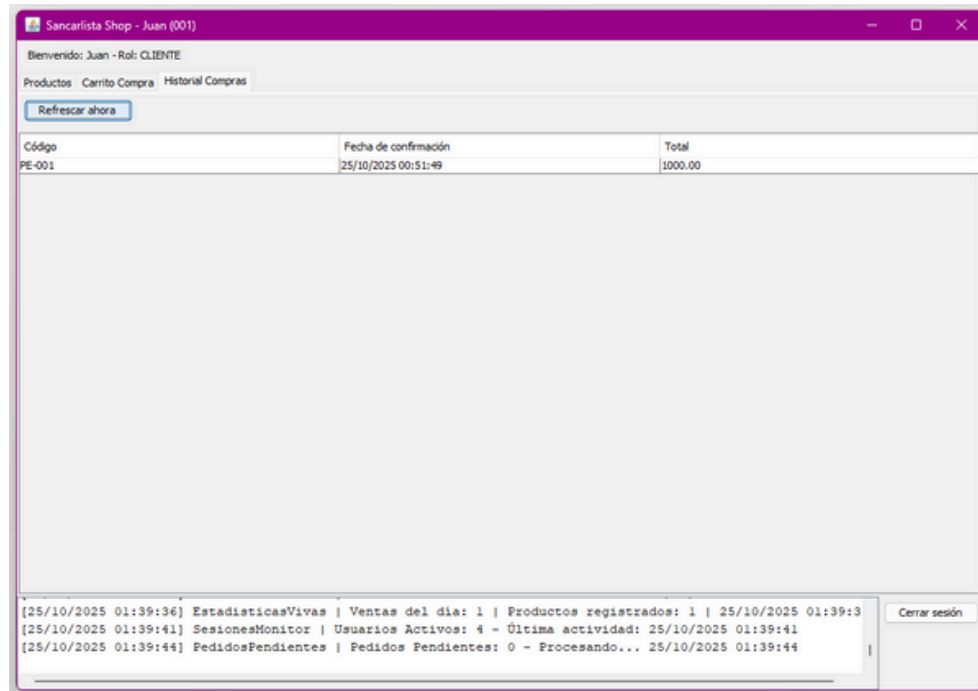 Sancarlista Shop - Juan (001)
Bienvenido: Juan - Rol: CLIENTE
Productos Carrito Compra Historial Compras
Refrescar ahora
Código Fecha de confirmación Total
PE-001 25/10/2025 00:51:49 1000.00
[25/10/2025 01:39:36] EstadisticasVivas | Ventas del día: 1 | Productos registrados: 1 | 25/10/2025 01:39:3
[25/10/2025 01:39:41] SesionesMonitor | Usuarios Activos: 4 - Última actividad: 25/10/2025 01:39:41
[25/10/2025 01:39:44] PedidosPendientes | Pedidos Pendientes: 0 - Procesando... 25/10/2025 01:39:44
Cerrar sesión